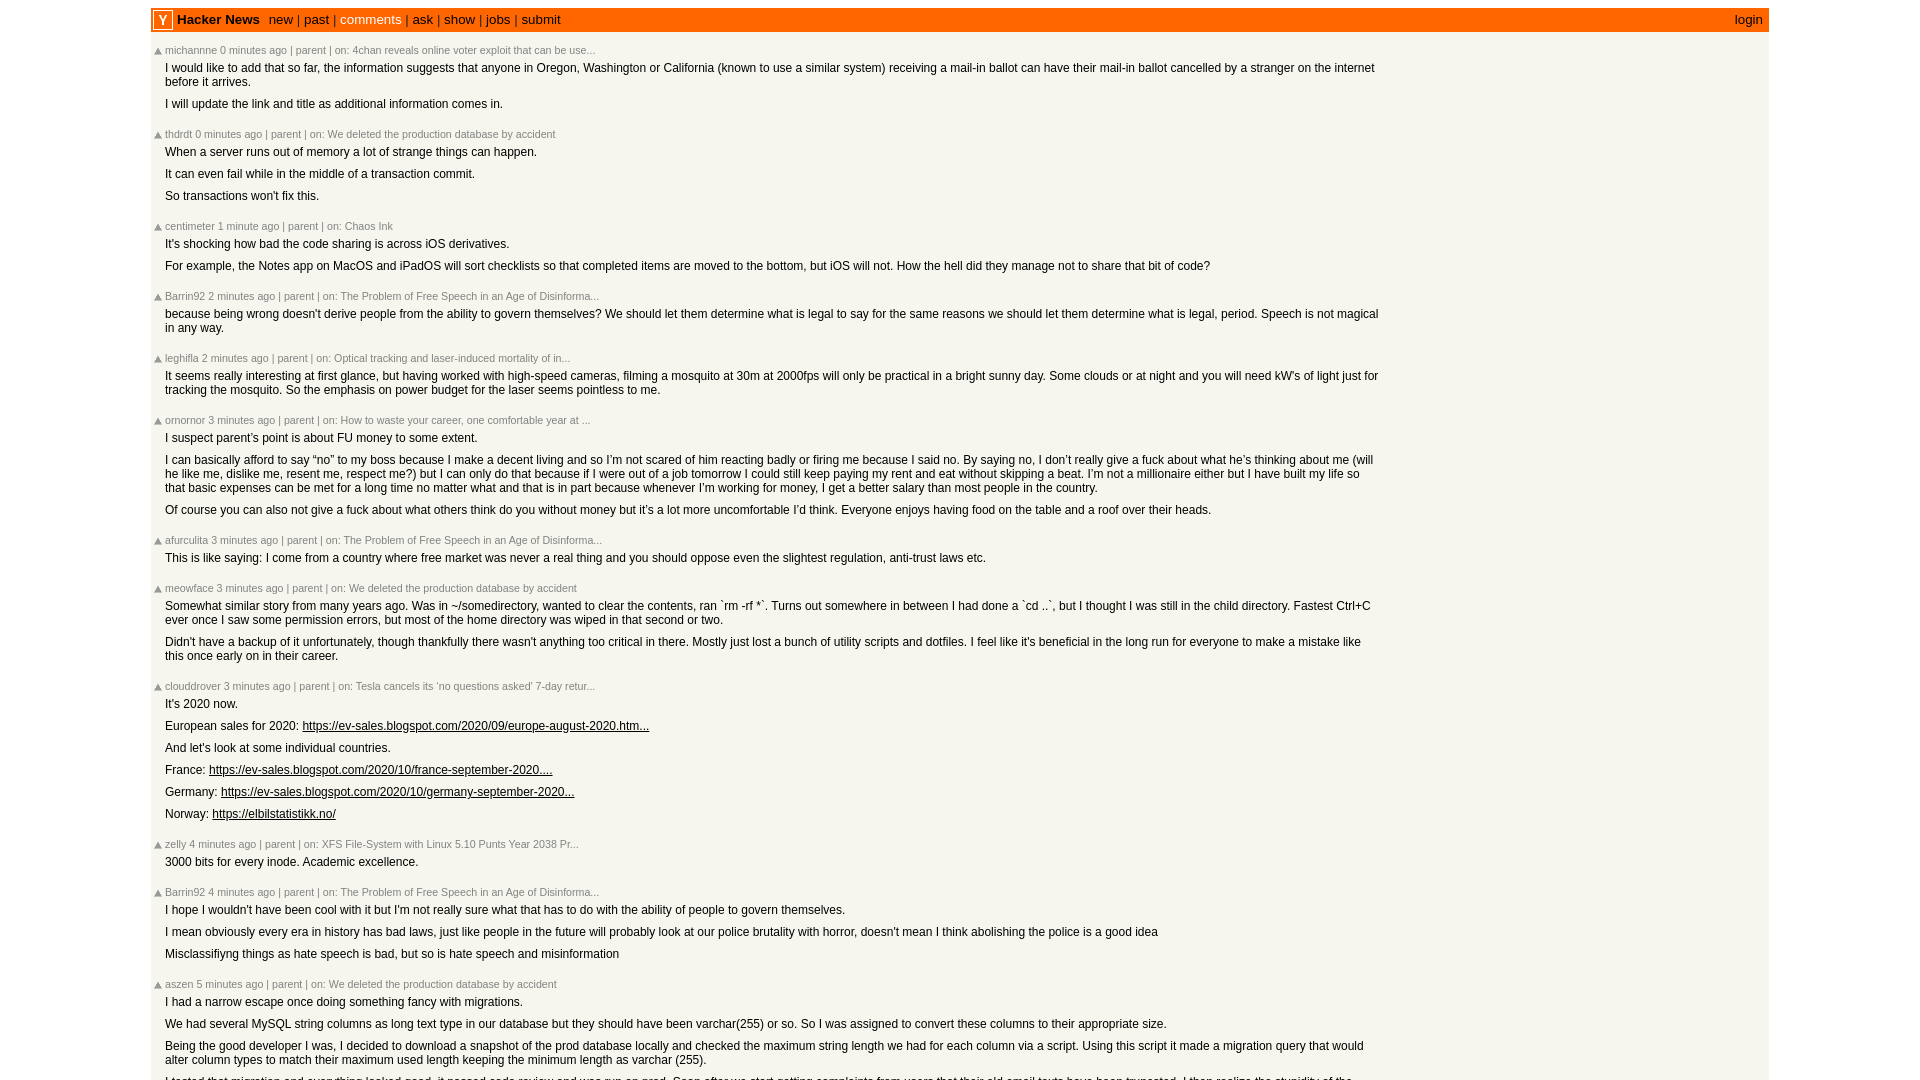 Y Hacker News new | past | comments | ask | show | jobs | submit login
michannne 0 minutes ago | parent | on: 4chan reveals online voter exploit that can be use...
I would like to add that so far, the information suggests that anyone in Oregon, Washington or California (known to use a similar system) receiving a mail-in ballot can have their mail-in ballot cancelled by a stranger on the internet
before it arrives.
I will update the link and title as additional information comes in.
thdrdt 0 minutes ago | parent | on: We deleted the production database by accident
When a server runs out of memory a lot of strange things can happen.
It can even fail while in the middle of a transaction commit.
So transactions won't fix this.
centimeter 1 minute ago | parent | on: Chaos Ink
It's shocking how bad the code sharing is across iOS derivatives.
For example, the Notes app on MacOS and iPadOS will sort checklists so that completed items are moved to the bottom, but iOS will not. How the hell did they manage not to share that bit of code?
Barrin92 2 minutes ago | parent | on: The Problem of Free Speech in an Age of Disinforma...
because being wrong doesn't derive people from the ability to govern themselves? We should let them determine what is legal to say for the same reasons we should let them determine what is legal, period. Speech is not magical
in any way.
leghifla 2 minutes ago | parent | on: Optical tracking and laser-induced mortality of in...
It seems really interesting at first glance, but having worked with high-speed cameras, filming a mosquito at 30m at 2000fps will only be practical in a bright sunny day. Some clouds or at night and you will need kW's of light just for
tracking the mosquito. So the emphasis on power budget for the laser seems pointless to me.
ornornor 3 minutes ago | parent | on: How to waste your career, one comfortable year at ...
I suspect parent’s point is about FU money to some extent.
I can basically afford to say “no” to my boss because I make a decent living and so I’m not scared of him reacting badly or firing me because I said no. By saying no, I don’t really give a fuck about what he’s thinking about me (will
he like me, dislike me, resent me, respect me?) but I can only do that because if I were out of a job tomorrow I could still keep paying my rent and eat without skipping a beat. I’m not a millionaire either but I have built my life so
that basic expenses can be met for a long time no matter what and that is in part because whenever I’m working for money, I get a better salary than most people in the country.
Of course you can also not give a fuck about what others think do you without money but it’s a lot more uncomfortable I’d think. Everyone enjoys having food on the table and a roof over their heads.
afurculita 3 minutes ago | parent | on: The Problem of Free Speech in an Age of Disinforma...
This is like saying: I come from a country where free market was never a real thing and you should oppose even the slightest regulation, anti-trust laws etc.
meowface 3 minutes ago | parent | on: We deleted the production database by accident
Somewhat similar story from many years ago. Was in ~/somedirectory, wanted to clear the contents, ran `rm -rf *`. Turns out somewhere in between I had done a `cd ..`, but I thought I was still in the child directory. Fastest Ctrl+C
ever once I saw some permission errors, but most of the home directory was wiped in that second or two.
Didn't have a backup of it unfortunately, though thankfully there wasn't anything too critical in there. Mostly just lost a bunch of utility scripts and dotfiles. I feel like it's beneficial in the long run for everyone to make a mistake like
this once early on in their career.
clouddrover 3 minutes ago | parent | on: Tesla cancels its ‘no questions asked’ 7-day retur...
It's 2020 now.
European sales for 2020: https://ev-sales.blogspot.com/2020/09/europe-august-2020.htm...
And let's look at some individual countries.
France: https://ev-sales.blogspot.com/2020/10/france-september-2020....
Germany: https://ev-sales.blogspot.com/2020/10/germany-september-2020...
Norway: https://elbilstatistikk.no/
zelly 4 minutes ago | parent | on: XFS File-System with Linux 5.10 Punts Year 2038 Pr...
3000 bits for every inode. Academic excellence.
Barrin92 4 minutes ago | parent | on: The Problem of Free Speech in an Age of Disinforma...
I hope I wouldn't have been cool with it but I'm not really sure what that has to do with the ability of people to govern themselves.
I mean obviously every era in history has bad laws, just like people in the future will probably look at our police brutality with horror, doesn't mean I think abolishing the police is a good idea
Misclassifiyng things as hate speech is bad, but so is hate speech and misinformation
aszen 5 minutes ago | parent | on: We deleted the production database by accident
I had a narrow escape once doing something fancy with migrations.
We had several MySQL string columns as long text type in our database but they should have been varchar(255) or so. So I was assigned to convert these columns to their appropriate size.
Being the good developer I was, I decided to download a snapshot of the prod database locally and checked the maximum string length we had for each column via a script. Using this script it made a migration query that would
alter column types to match their maximum used length keeping the minimum length as varchar (255).